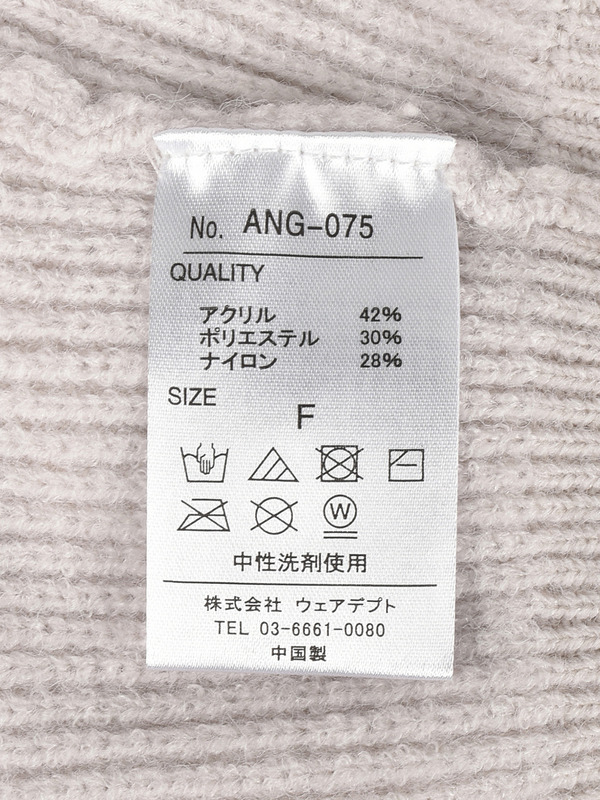 No. ANG-075
QUALITY
アクリル 42%
ポリエステル 30%
ナイロン 28%
SIZE
F
W
中性洗剤使用
株式会社 ウェアデプト
TEL 03-6661-0080
中国製